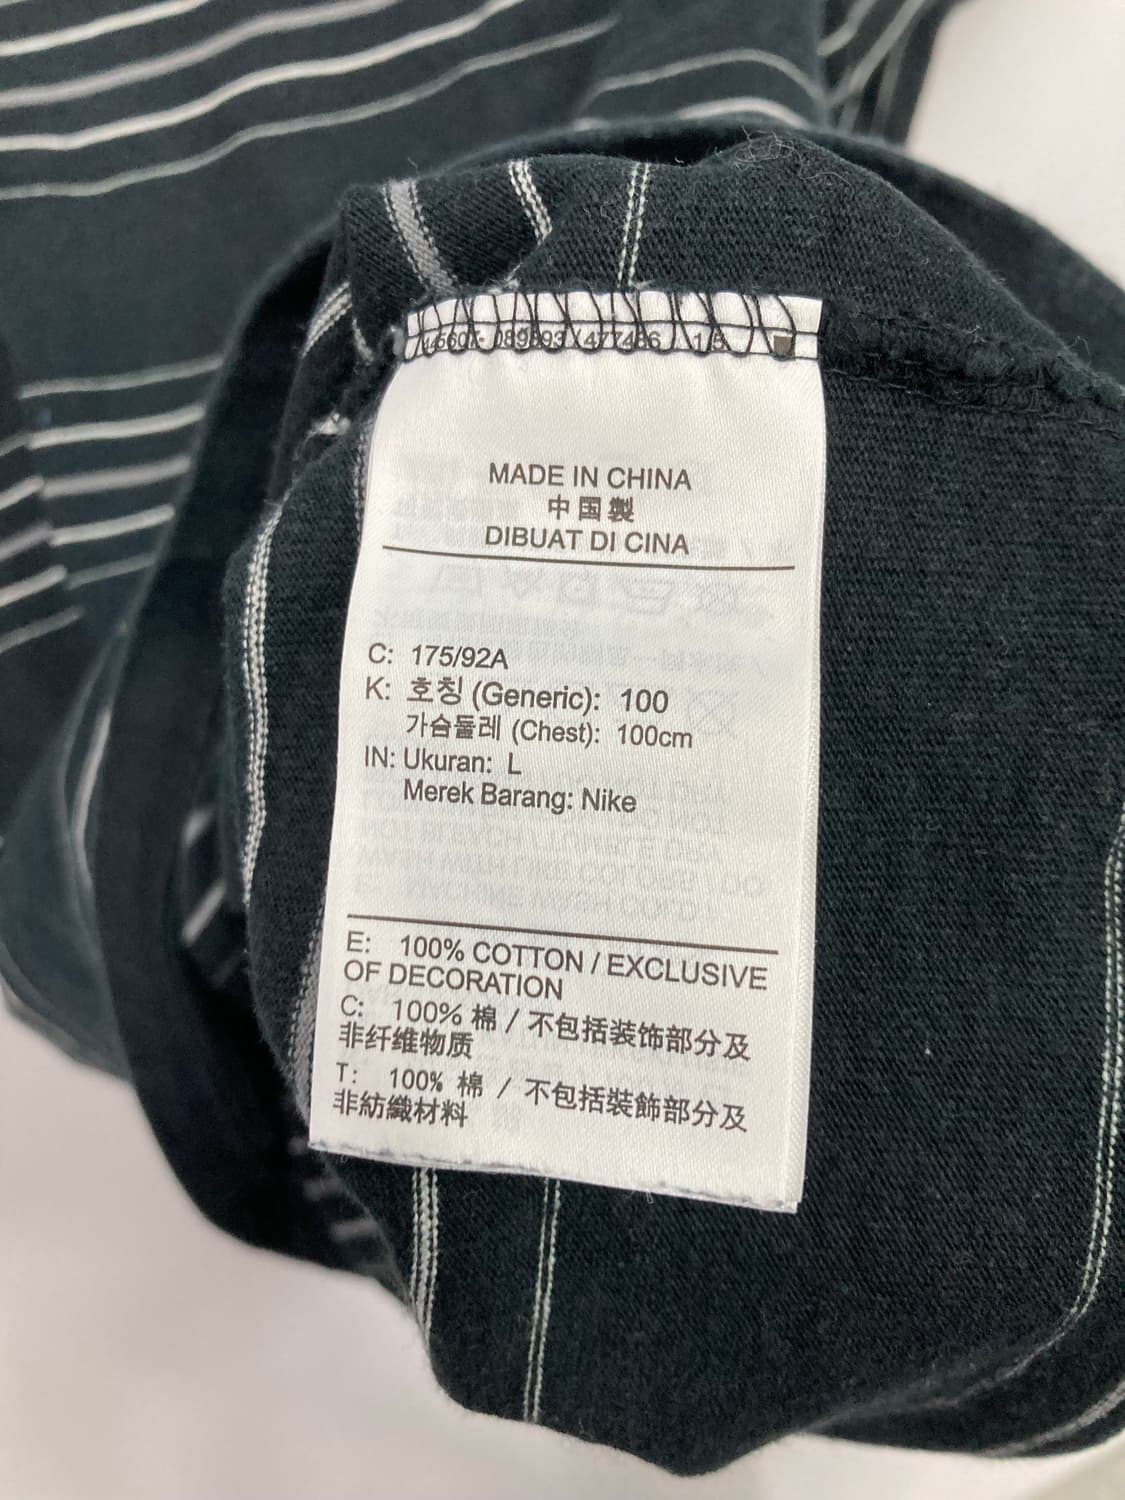 MADE IN CHINA
中国製
DIBUAT DI CINA
C: 175/92A
K: 호칭 (Generic): 100
가슴둘레 (Chest): 100cm
IN: Ukuran: L
Merek Barang: Nike
E: 100% COTTON / EXCLUSIVE
OF DECORATION
C: 100% 棉 / 不包括装饰部分及
非纤维物质
T: 100% 棉 / 不包括裝飾部分及
非紡織材料